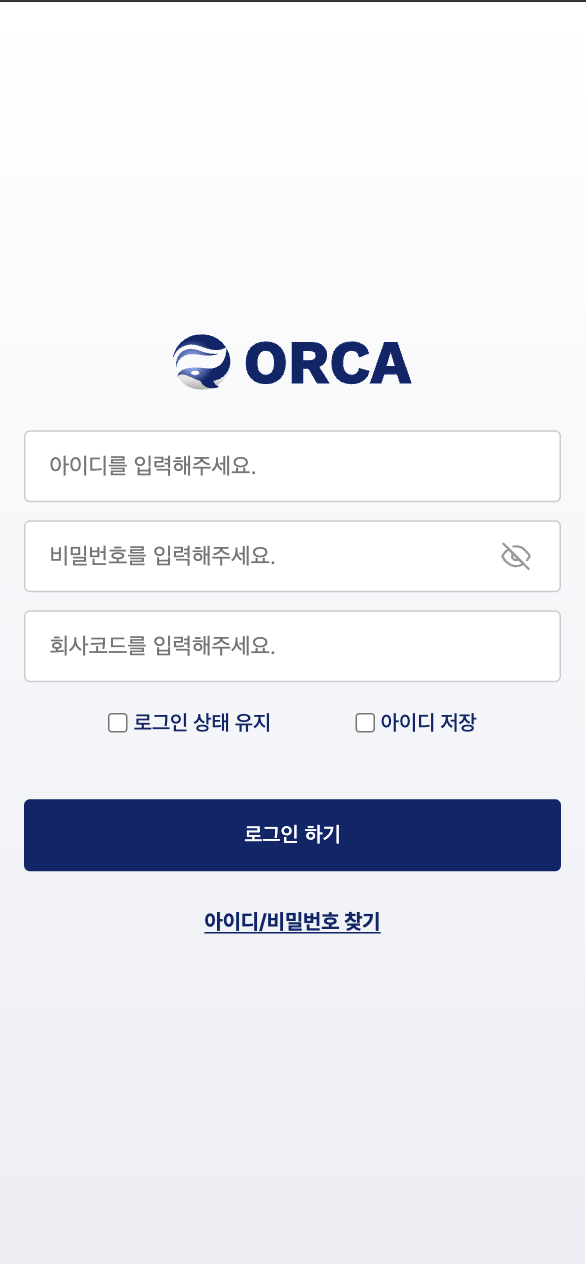 ORCA
아이디를 입력해주세요.
비밀번호를 입력해주세요.
회사코드를 입력해주세요.
로그인 상태 유지
아이디 저장
로그인 하기
아이디/비밀번호 찾기